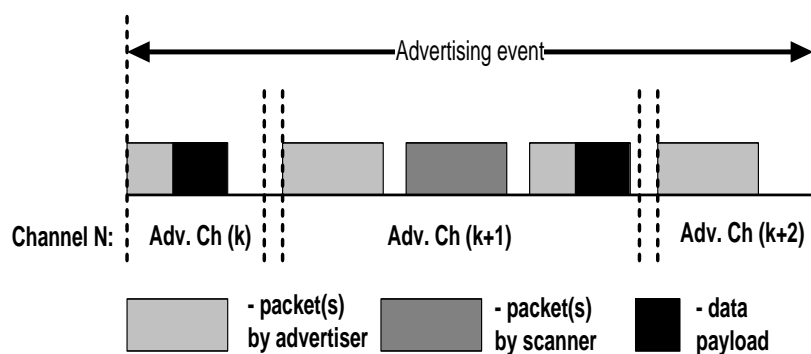 Advertising event
Channel N: Adv. Ch (k) Adv. Ch (k+1) Adv. Ch (k+2)
- packet(s) - packet(s) - data
by advertiser by scanner payload